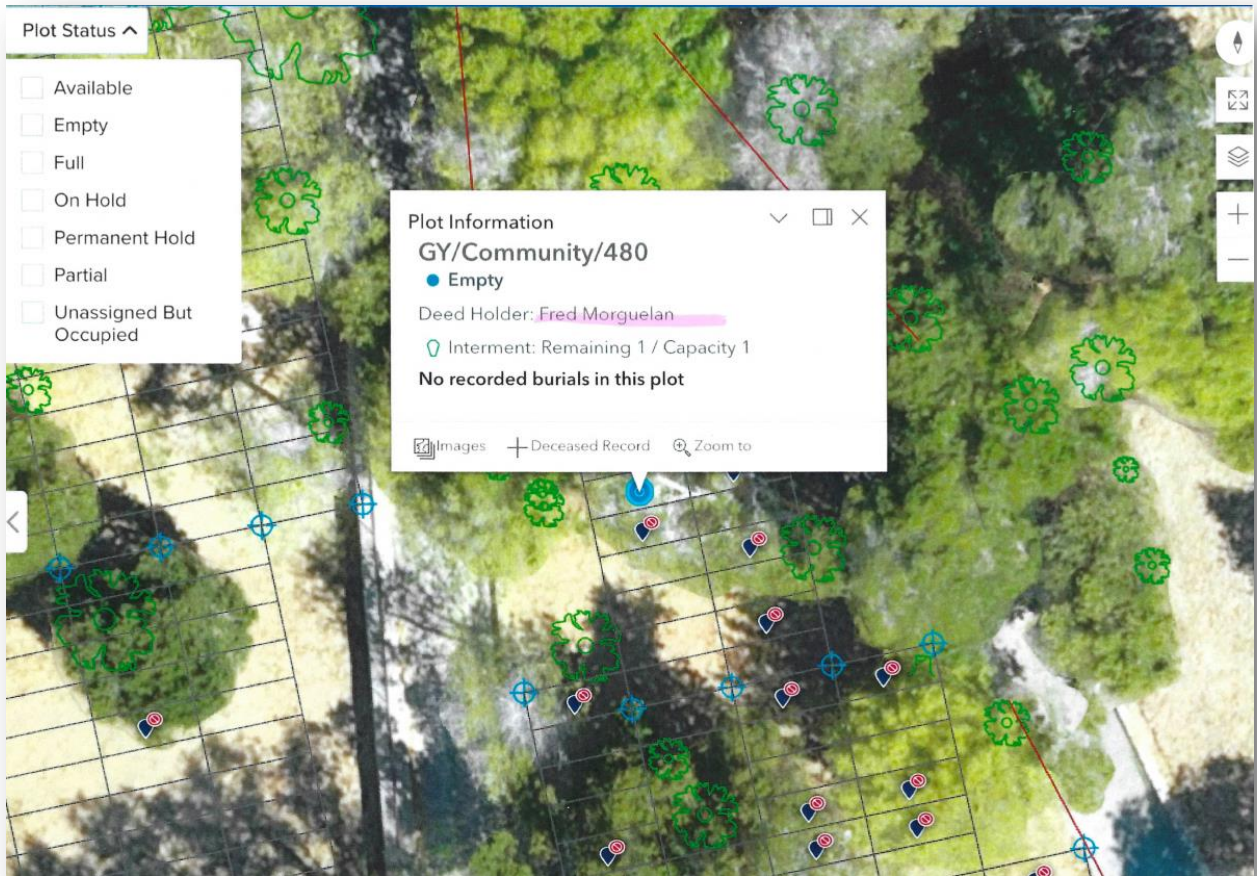 Plot Status
Available
Empty
Full
On Hold
Permanent Hold
Partial
Unassigned But
Occupied
Plot Information
GY/Community/480
Empty
Deed Holder: Fred Morguelan
Interment: Remaining 1 / Capacity 1
No recorded burials in this plot
Images
Deceased Record
Zoom to